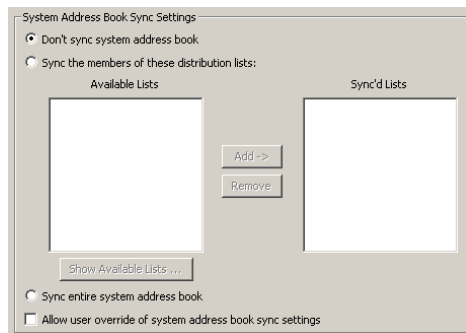 System Address Book Sync Settings
Don't sync system address book
Sync the members of these distribution lists:
Available Lists
Sync'd Lists
Add ->
Remove
Show Available Lists ...
Sync entire system address book
Allow user override of system address book sync settings